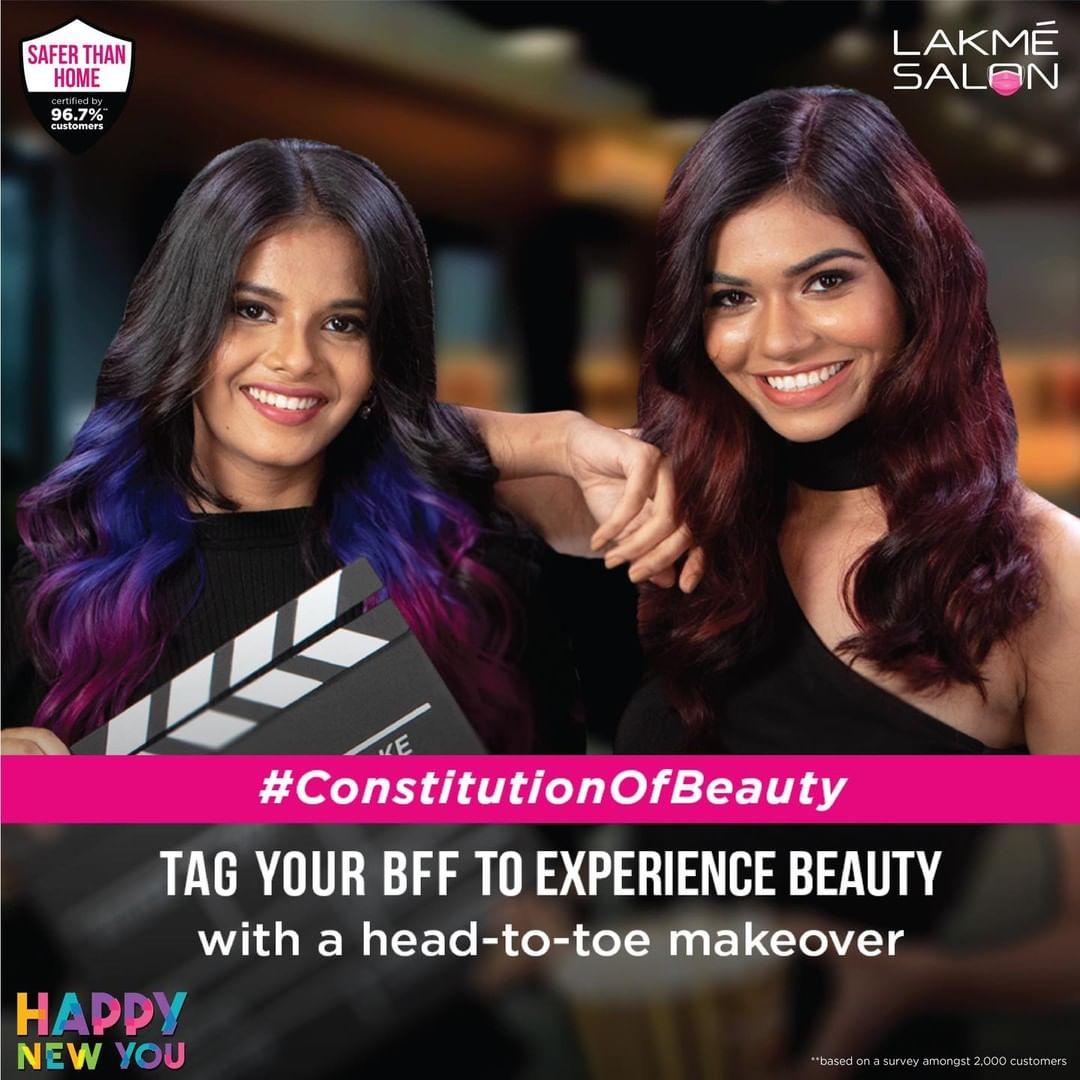 SAFER THAN
HOME
certified by
96.7%**
customers
LAKMÉ
SALON
KE
#ConstitutionOfBeauty
TAG YOUR BFF TO EXPERIENCE BEAUTY
with a head-to-toe makeover
HAPPY
NEW YOU
**based on a survey amongst 2,000 customers